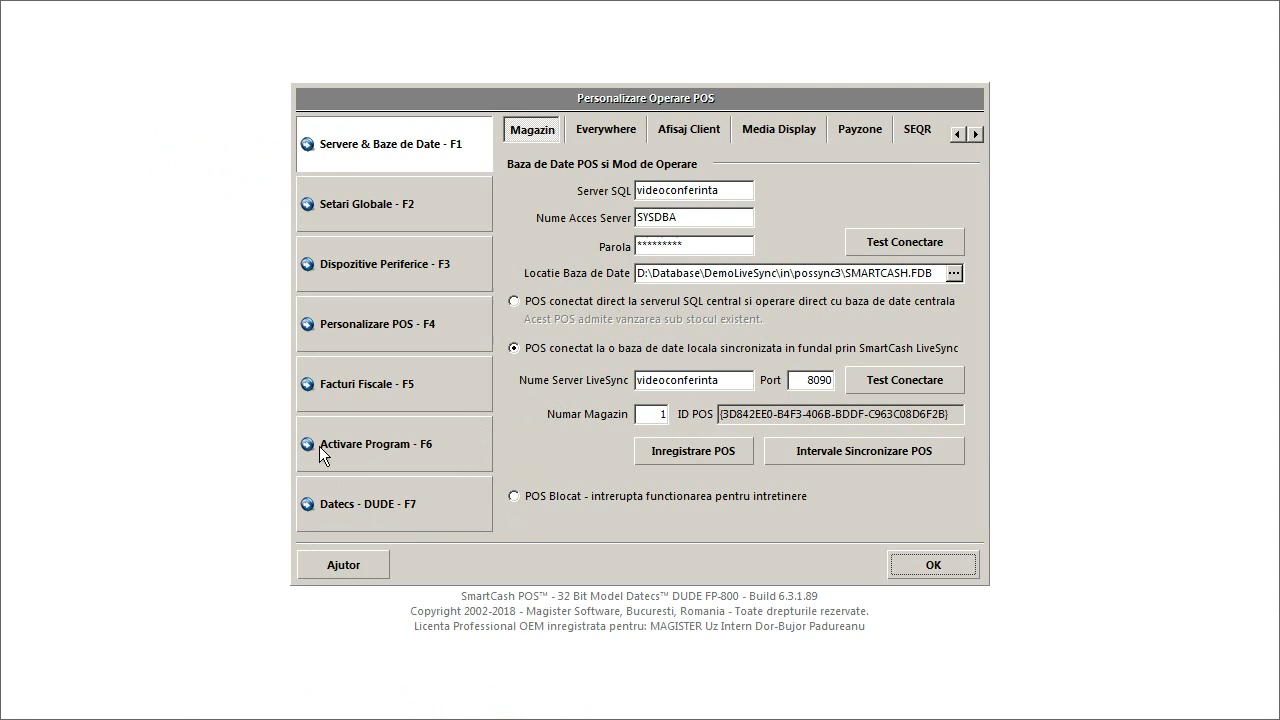 Personalizare Operare POS
Servere & Baze de Date - F1
Setari Globale - F2
Dispozitive Periferice - F3
Personalizare POS - F4
Facturi Fiscale - F5
Activare Program - F6
Datecs - DUDE - F7
Magazin Everywhere Afisaj Client Media Display Payzone SEQR
Baza de Date POS si Mod de Operare
Server SQL videoconferinta
Nume Acces Server SYSDBA
Parola *********
Test Conectare
Locatie Baza de Date D:\Database\DemoLiveSync\in\possync3\SMARTCASH.FDB ...
POS conectat direct la serverul SQL central si operare direct cu baza de date centrala
Acest POS admite vanzarea sub stocul existent.
POS conectat la o baza de date locala sincronizata in fundal prin SmartCash LiveSync
Nume Server LiveSync videoconferinta Port 8090 Test Conectare
Numar Magazin 1 ID POS {3D842EE0-B4F3-406B-BDDF-C963C08D6F2B}
Inregistrare POS Intervale Sincronizare POS
POS Blocat - intrerupta functionarea pentru intretinere
Ajutor OK
SmartCash POS™ - 32 Bit Model Datecs™ DUDE FP-800 - Build 6.3.1.89
Copyright 2002-2018 - Magister Software, Bucuresti, Romania - Toate drepturile rezervate.
Licenta Professional OEM inregistrata pentru: MAGISTER Uz Intern Dor-Bujor Padureanu